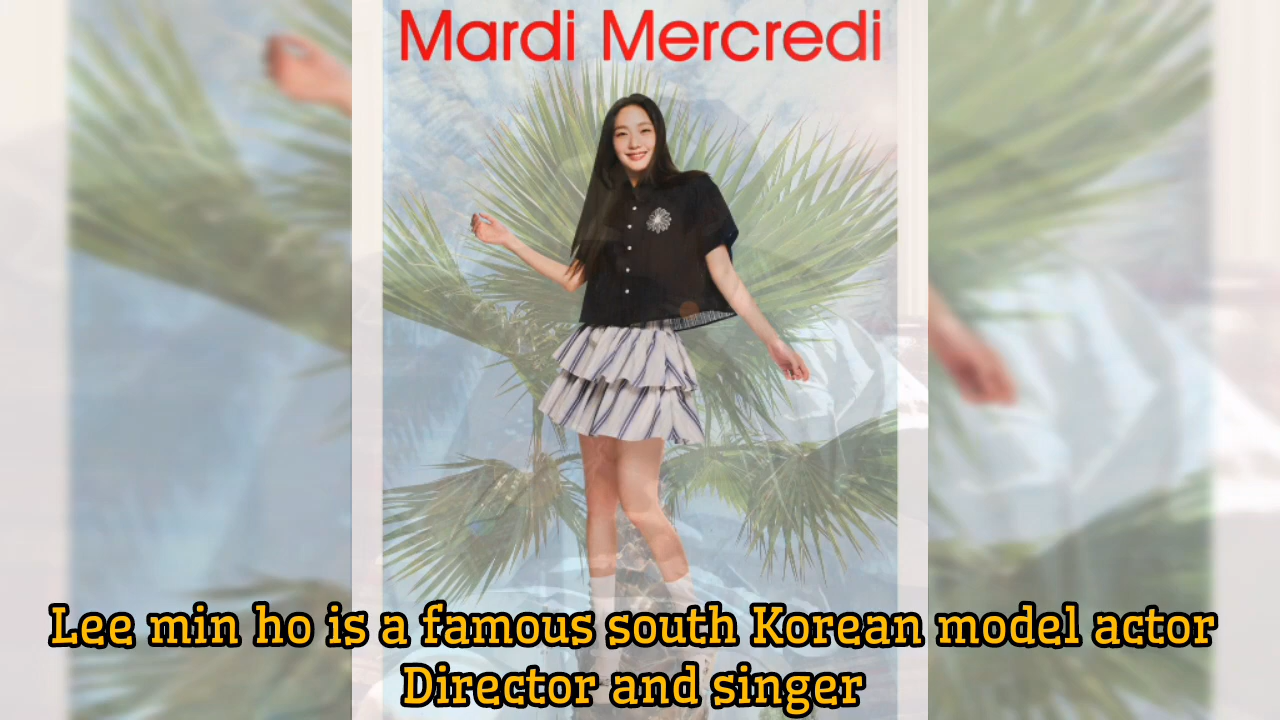 Mardi Mercredi
Lee min ho is a famous south Korean model actor
Director and singer